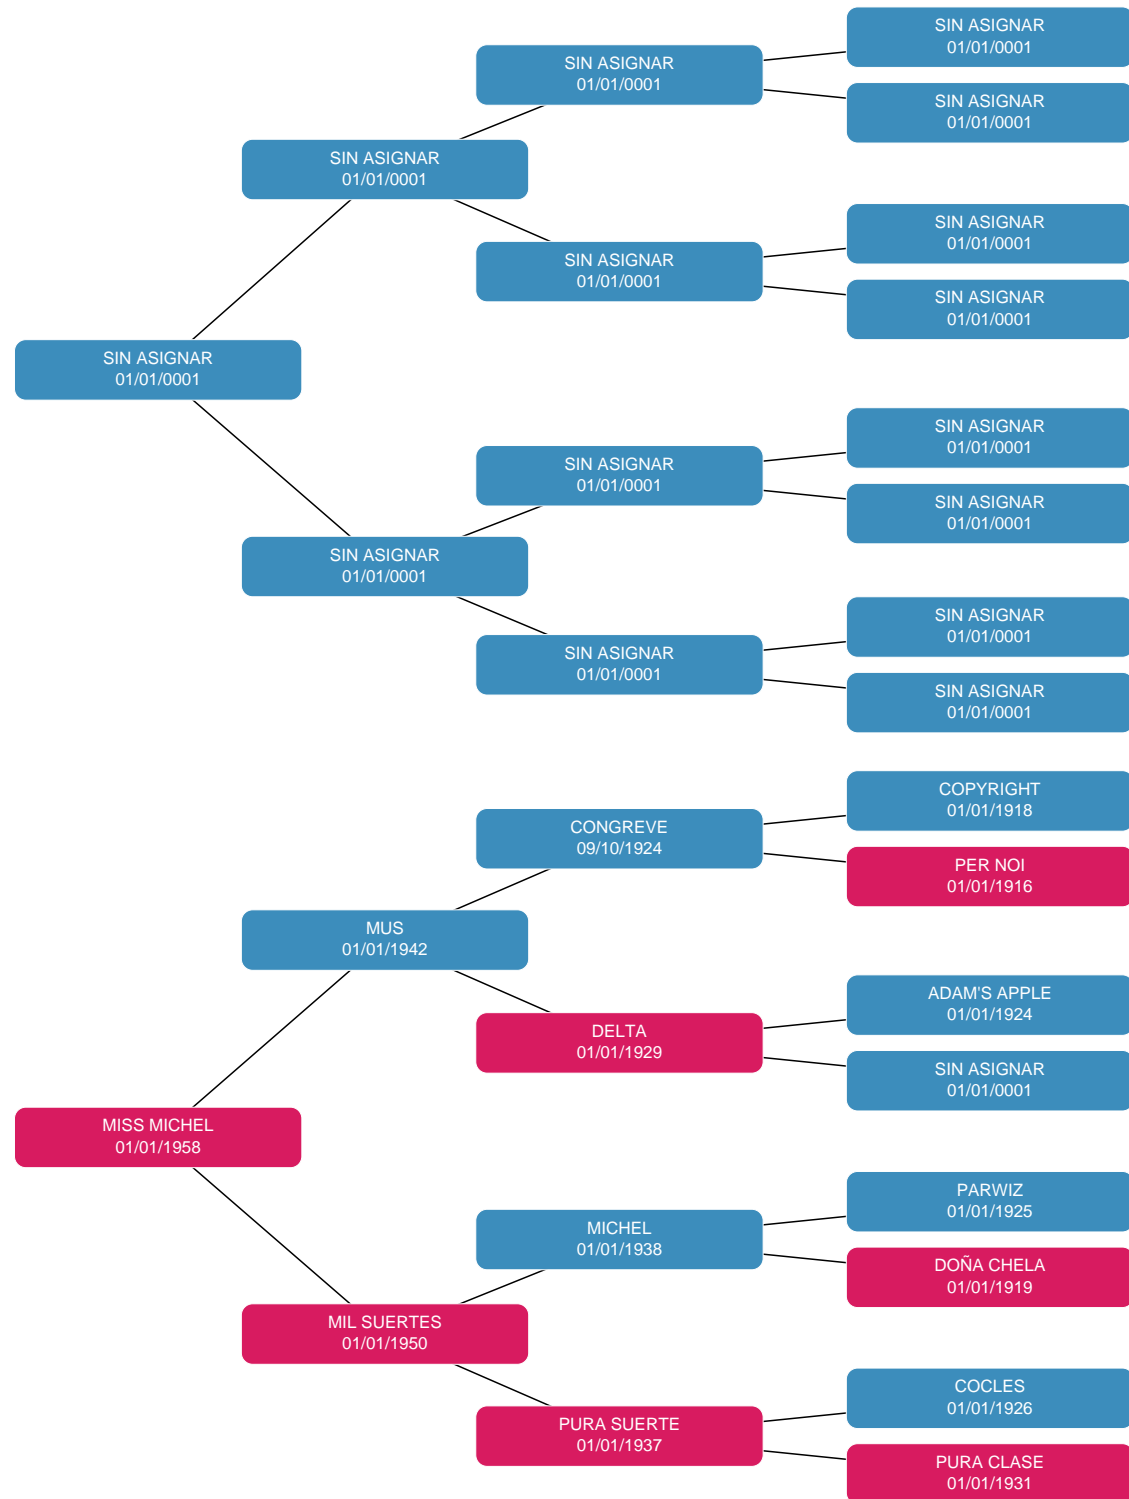 SIN ASIGNAR
01/01/0001
SIN ASIGNAR
01/01/0001
SIN ASIGNAR
01/01/0001
SIN ASIGNAR
01/01/0001
SIN ASIGNAR
01/01/0001
SIN ASIGNAR
01/01/0001
SIN ASIGNAR
01/01/0001
SIN ASIGNAR
01/01/0001
SIN ASIGNAR
01/01/0001
SIN ASIGNAR
01/01/0001
SIN ASIGNAR
01/01/0001
SIN ASIGNAR
01/01/0001
SIN ASIGNAR
01/01/0001
SIN ASIGNAR
01/01/0001
SIN ASIGNAR
01/01/0001
COPYRIGHT
01/01/1918
CONGREVE
09/10/1924
PER NOI
01/01/1916
MUS
01/01/1942
ADAM'S APPLE
01/01/1924
DELTA
01/01/1929
SIN ASIGNAR
01/01/0001
MISS MICHEL
01/01/1958
PARWIZ
01/01/1925
MICHEL
01/01/1938
DOÑA CHELA
01/01/1919
MIL SUERTES
01/01/1950
COCLES
01/01/1926
PURA SUERTE
01/01/1937
PURA CLASE
01/01/1931